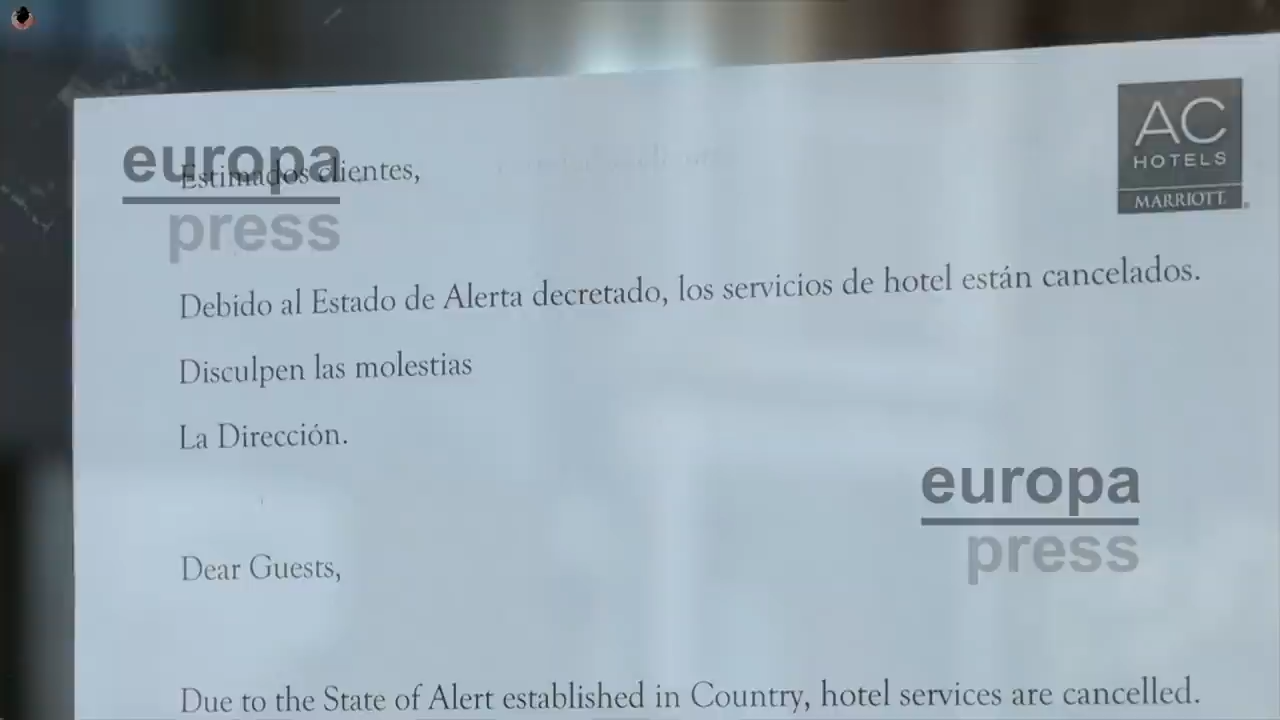 AC
HOTELS
MARRIOTT
europa
press
Estimados clientes,
Debido al Estado de Alerta decretado, los servicios de hotel están cancelados.
Disculpen las molestias
La Dirección.
europa
press
Dear Guests,
Due to the State of Alert established in Country, hotel services are cancelled.